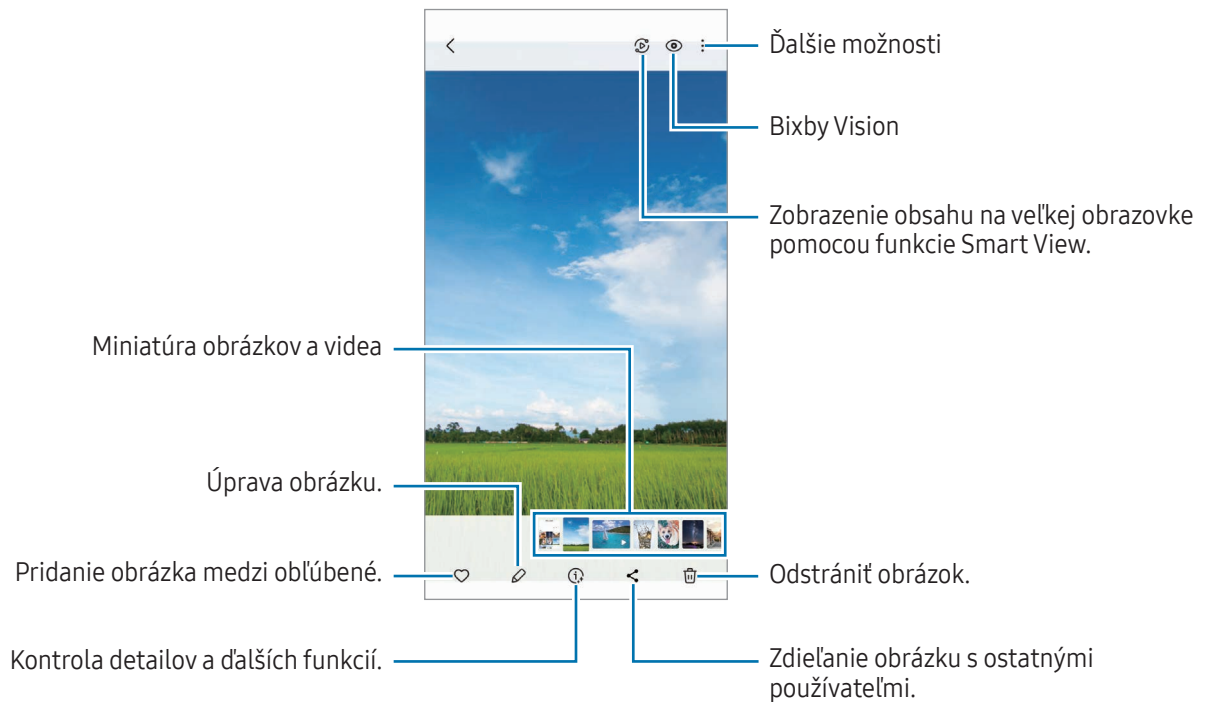 Ďalšie možnosti
Bixby Vision
Zobrazenie obsahu na veľkej obrazovke
pomocou funkcie Smart View.
Miniatúra obrázkov a videa
Úprava obrázku.
Pridanie obrázka medzi obľúbené.
Odstrániť obrázok.
Kontrola detailov a ďalších funkcií.
Zdieľanie obrázku s ostatnými
používateľmi.